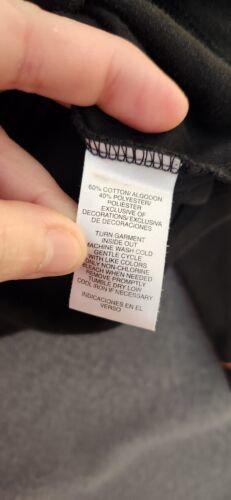 60% COTTON/ ALGODON
40% POLYESTER/
POLIESTER
EXCLUSIVE OF
DECORATIONS/ EXCLUSIVA
DE DECORACIONES
TURN GARMENT
INSIDE OUT
MACHINE WASH COLD
GENTLE CYCLE
WITH LIKE COLORS
ONLY NON-CHLORINE
BLEACH WHEN NEEDED
REMOVE PROMPTLY
TUMBLE DRY LOW
COOL IRON IF NECESSARY
INDICACIONES EN EL
VERSO